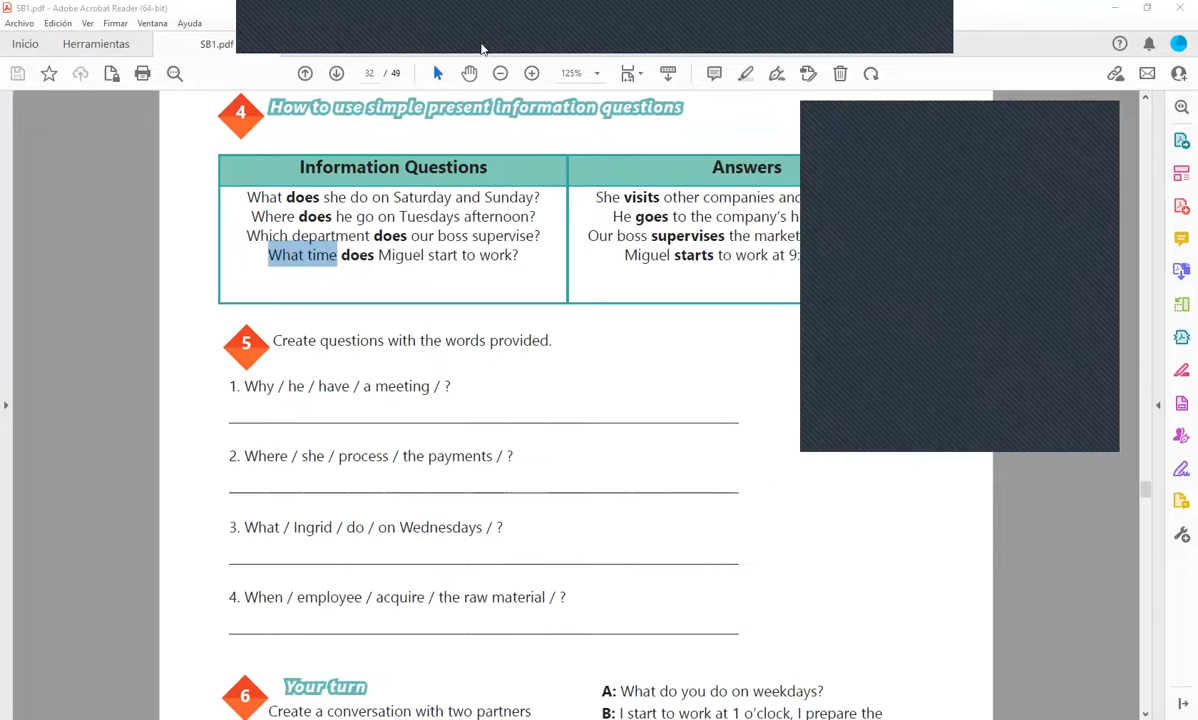 SB1.pdf - Adobe Acrobat Reader (64-bit)
Archivo Edición Ver Firmar Ventana Ayuda
Inicio Herramientas SB1.pdf
32 / 49 125%
4 How to use simple present information questions
Information Questions Answers
What does she do on Saturday and Sunday? She visits other companies and
Where does he go on Tuesdays afternoon? He goes to the company's h
Which department does our boss supervise? Our boss supervises the market
What time does Miguel start to work? Miguel starts to work at 9:
5 Create questions with the words provided.
1. Why / he / have / a meeting / ?
2. Where / she / process / the payments / ?
3. What / Ingrid / do / on Wednesdays / ?
4. When / employee / acquire / the raw material / ?
6 Your turn
Create a conversation with two partners
A: What do you do on weekdays?
B: I start to work at 1 o'clock, I prepare the